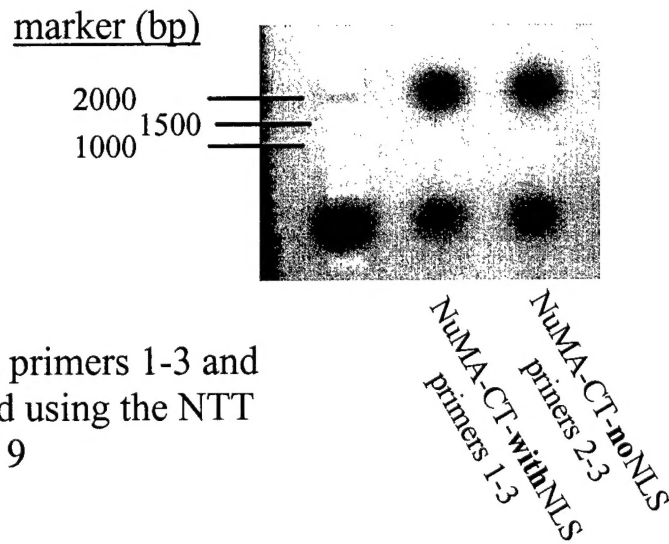 marker (bp)
2000
1500
1000
NuMA-CT-withNLS
primers 1-3
NuMA-CT-noNLS
priners 2-3
primers 1-3 and
d using the NTT
9